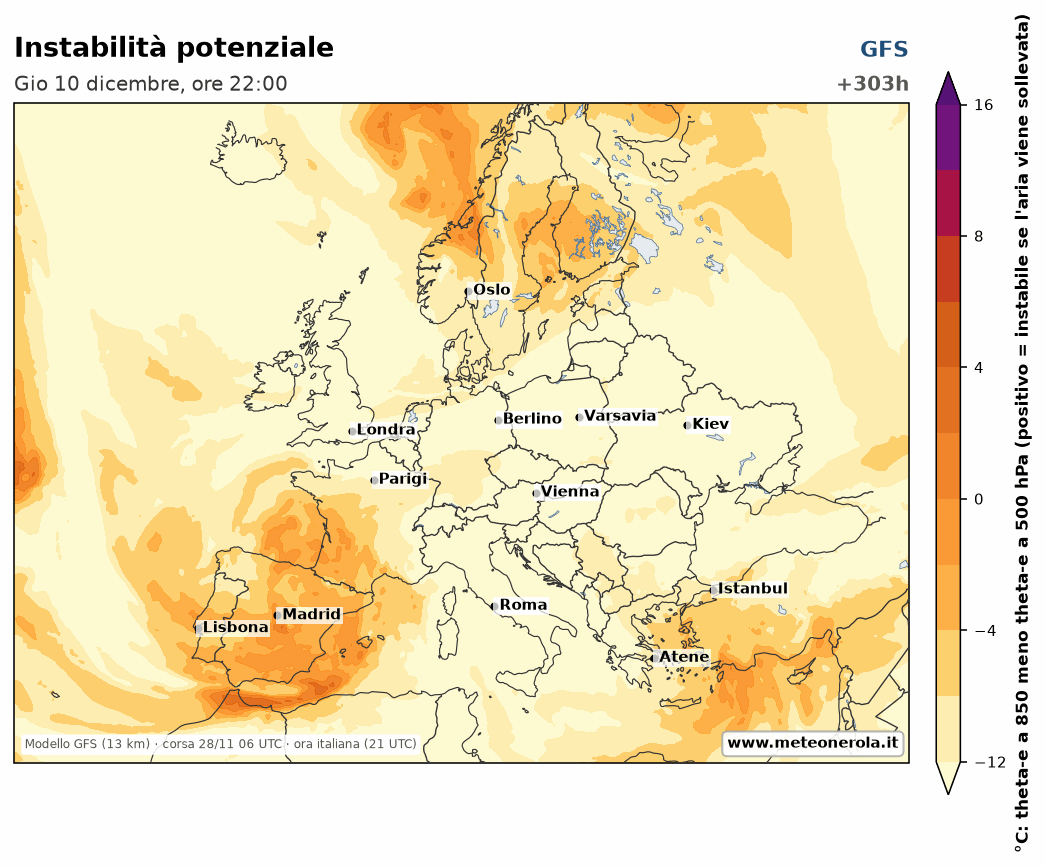 Instabilità potenziale
GFS
Gio 10 dicembre, ore 22:00
+303h
Oslo
Berlino
Varsavia
Kiev
Londra
Parigi
Vienna
Istanbul
Roma
Madrid
Lisbona
Atene
Modello GFS (13 km) · corsa 28/11 06 UTC · ora italiana (21 UTC)
www.meteonerola.it
16
8
4
0
−4
−12
°C: theta-e a 850 meno theta-e a 500 hPa (positivo = instabile se l'aria viene sollevata)